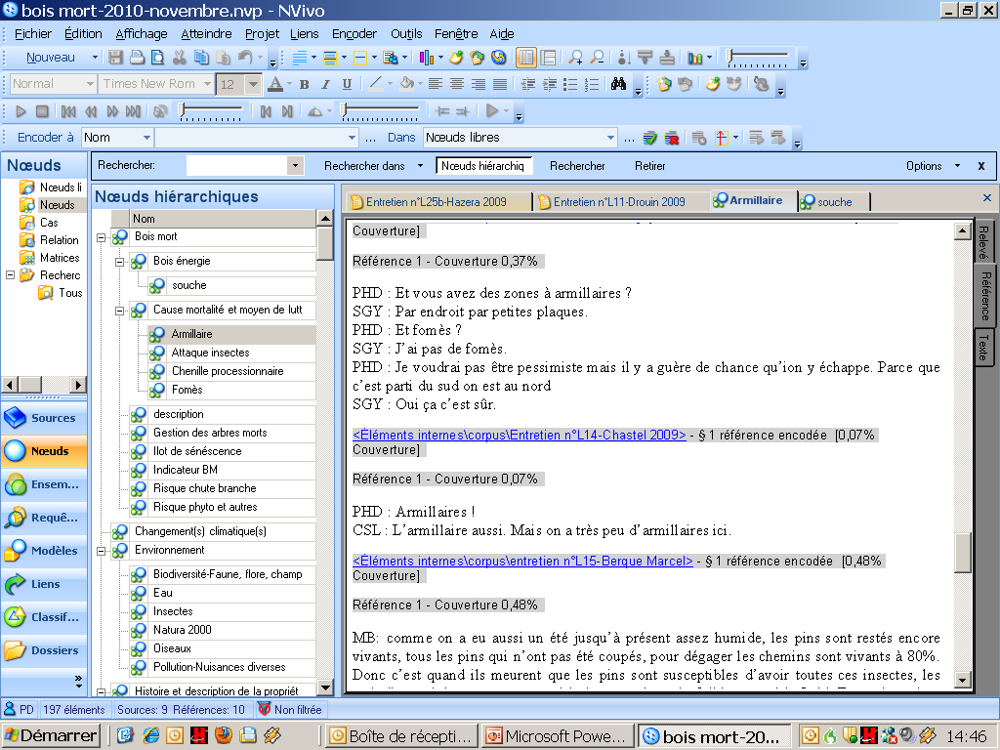 bois mort-2010-novembre.nvp - NVivo
Fichier Édition Affichage Atteindre Projet Liens Encoder Outils Fenêtre Aide
Nouveau
Normal Times New Rom 12 A B I U
Encoder à Nom ... Dans Nœuds libres ...
Nœuds
Rechercher: Rechercher dans Nœuds hiérarchiq Rechercher Retirer Options x
Nœuds li
Nœuds
Cas
Relation
Matrices
Recherc
Tous
Sources
Nœuds
Ensem...
Requê...
Modèles
Liens
Classif...
Dossiers
»
Nœuds hiérarchiques
Nom
Bois mort
Bois énergie
souche
Cause mortalité et moyen de lutt
Armillaire
Attaque insectes
Chenille processionnaire
Fomès
description
Gestion des arbres morts
Ilot de sénéscence
Indicateur BM
Risque chute branche
Risque phyto et autres
Changement(s) climatique(s)
Environnement
Biodiversité-Faune, flore, champ
Eau
Insectes
Natura 2000
Oiseaux
Pollution-Nuisances diverses
Histoire et description de la propriét
Entretien n°L25b-Hazera 2009 Entretien n°L11-Drouin 2009 Armillaire souche
Couverture]
Référence 1 - Couverture 0,37%
PHD : Et vous avez des zones à armillaires ?
SGY : Par endroit par petites plaques.
PHD : Et fomès ?
SGY : J’ai pas de fomès.
PHD : Je voudrai pas être pessimiste mais il y a guère de chance qu’ion y échappe. Parce que
c’est parti du sud on est au nord
SGY : Oui ça c’est sûr.
<Éléments internes\corpus\Entretien n°L14-Chastel 2009> - § 1 référence encodée [0,07%
Couverture]
Référence 1 - Couverture 0,07%
PHD : Armillaires !
CSL : L’armillaire aussi. Mais on a très peu d’armillaires ici.
<Éléments internes\corpus\entretien n°L15-Berque Marcel> - § 1 référence encodée [0,48%
Couverture]
Référence 1 - Couverture 0,48%
MB: comme on a eu aussi un été jusqu’à présent assez humide, les pins sont restés encore
vivants, tous les pins qui n’ont pas été coupés, pour dégager les chemins sont vivants à 80%.
Donc c’est quand ils meurent que les pins sont susceptibles d’avoir toutes ces insectes, les
Relevé
Référence
Texte
PD 197 éléments Sources: 9 Références: 10 Non filtrée
Démarrer Boîte de récepti... Microsoft Powe... bois mort-20... 14:46